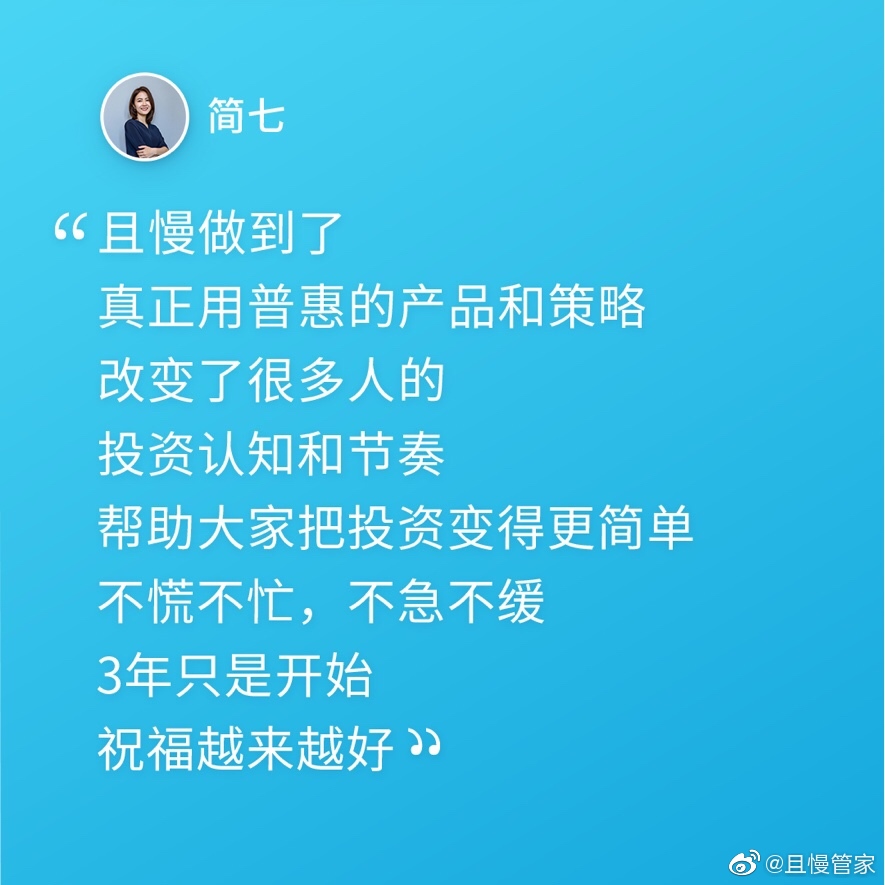 简七
“且慢做到了
真正用普惠的产品和策略
改变了很多人的
投资认知和节奏
帮助大家把投资变得更简单
不慌不忙，不急不缓
3年只是开始
祝福越来越好”
@且慢管家